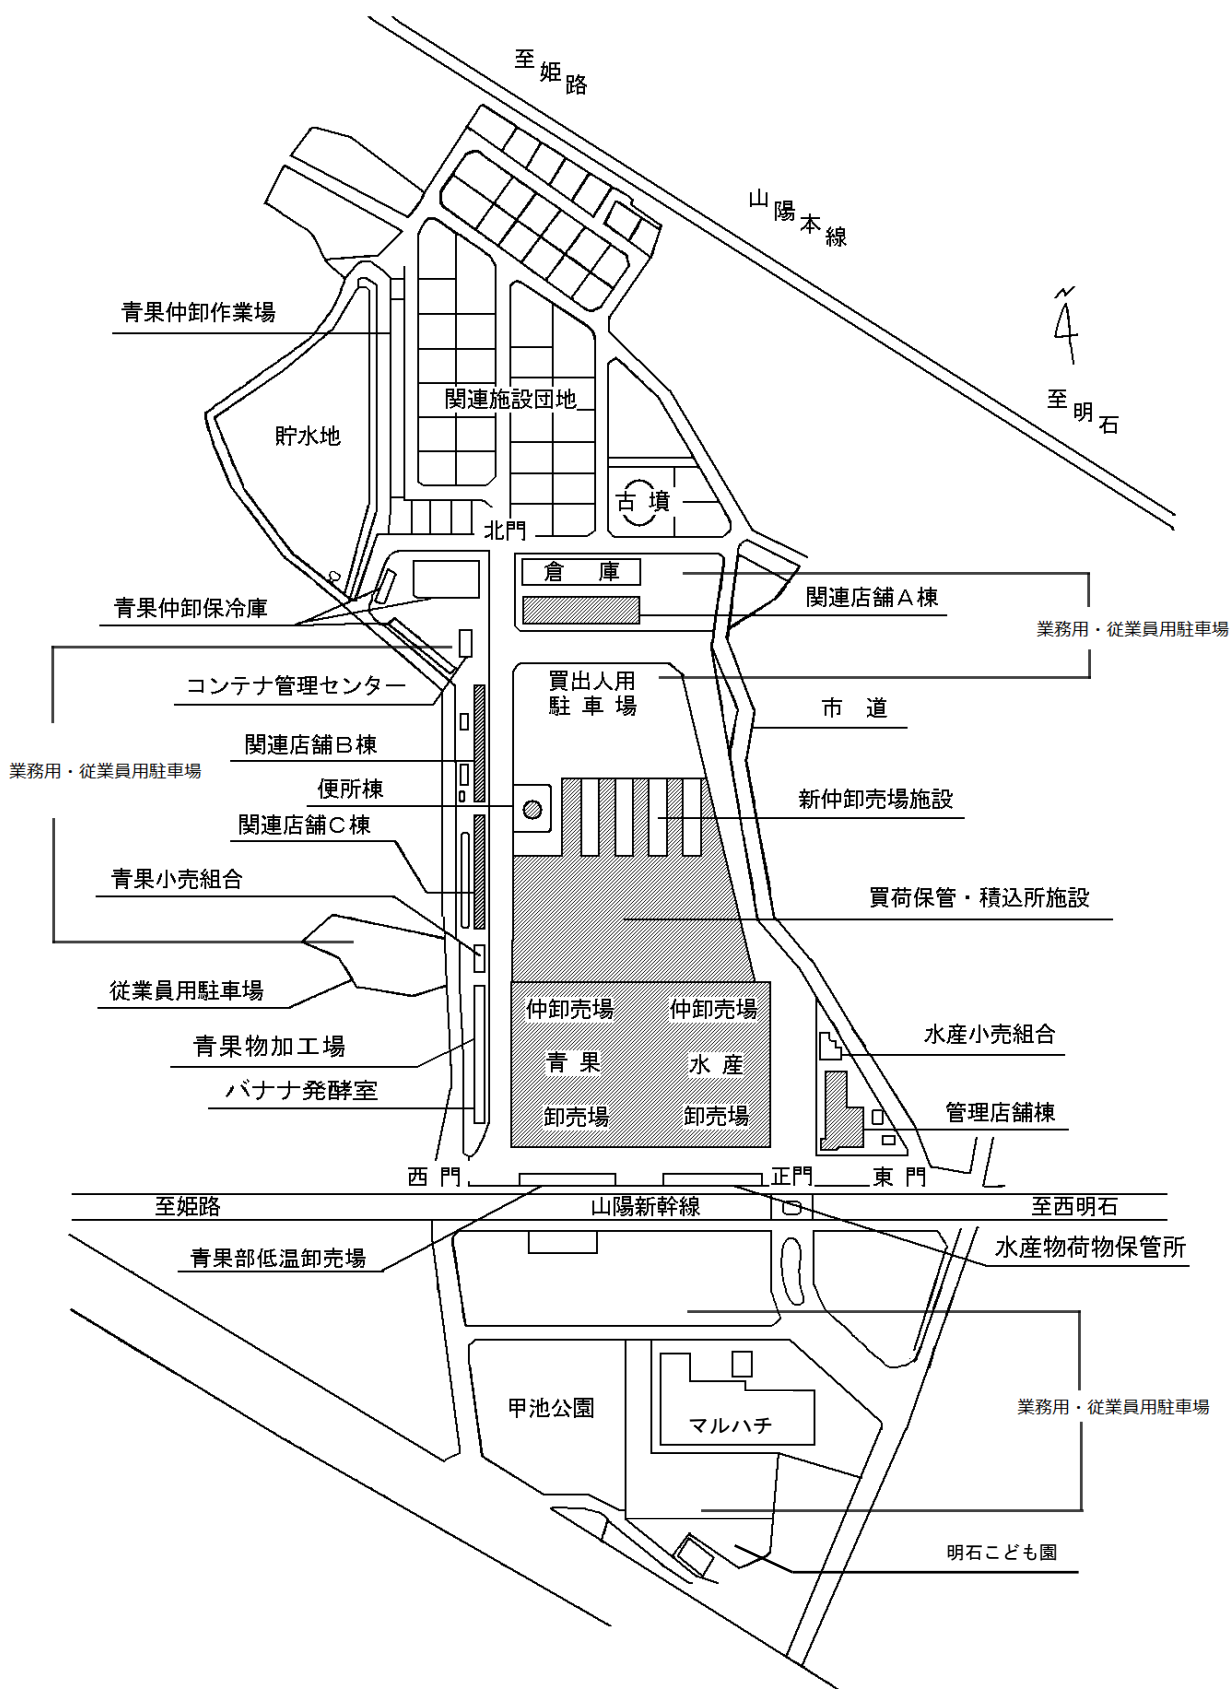 至姫路
山陽本線
至明石
青果仲卸作業場
関連施設団地
貯水地
古墳
北門
倉庫
関連店舗A棟
青果仲卸保冷庫
業務用・従業員用駐車場
コンテナ管理センター
買出人用
駐車場
市道
関連店舗B棟
業務用・従業員用駐車場
便所棟
新仲卸売場施設
関連店舗C棟
青果小売組合
買荷保管・積込所施設
従業員用駐車場
仲卸売場
仲卸売場
青果物加工場
青果
水産
水産小売組合
バナナ発酵室
卸売場
卸売場
管理店舗棟
西門
正門
東門
至姫路
山陽新幹線
至西明石
青果部低温卸売場
水産物荷物保管所
甲池公園
マルハチ
業務用・従業員用駐車場
明石こども園